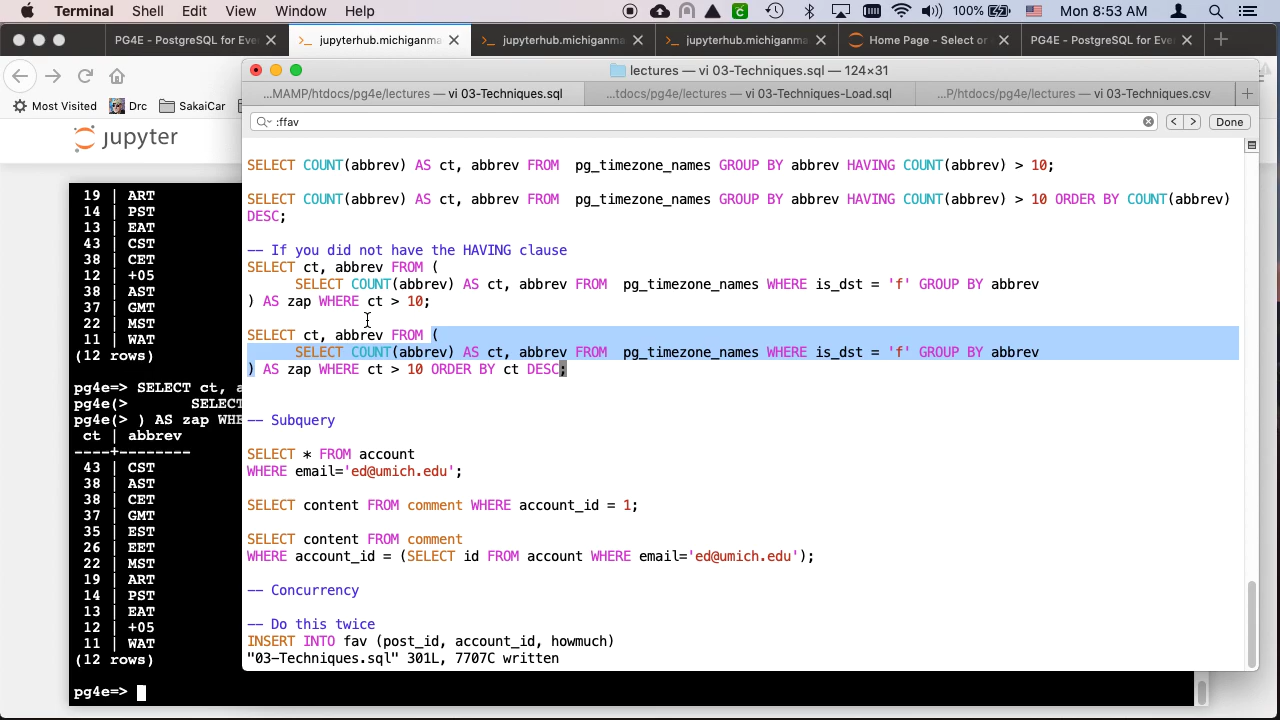 Terminal Shell Edit View Window Help 100% Mon 8:53 AM
PG4E - PostgreSQL for Eve jupyterhub.michiganma jupyterhub.michiganma jupyterhub.michiganma Home Page - Select or PG4E - PostgreSQL for Eve
lectures — vi 03-Techniques.sql — 124×31
...MAMP/htdocs/pg4e/lectures — vi 03-Techniques.sql ...tdocs/pg4e/lectures — vi 03-Techniques-Load.sql ...P/htdocs/pg4e/lectures — vi 03-Techniques.csv
Most Visited Drc SakaiCar
:ffav Done
jupyter
SELECT COUNT(abbrev) AS ct, abbrev FROM  pg_timezone_names GROUP BY abbrev HAVING COUNT(abbrev) > 10;
SELECT COUNT(abbrev) AS ct, abbrev FROM  pg_timezone_names GROUP BY abbrev HAVING COUNT(abbrev) > 10 ORDER BY COUNT(abbrev)
DESC;
-- If you did not have the HAVING clause
SELECT ct, abbrev FROM (
      SELECT COUNT(abbrev) AS ct, abbrev FROM  pg_timezone_names WHERE is_dst = 'f' GROUP BY abbrev
) AS zap WHERE ct > 10;
SELECT ct, abbrev FROM (
      SELECT COUNT(abbrev) AS ct, abbrev FROM  pg_timezone_names WHERE is_dst = 'f' GROUP BY abbrev
) AS zap WHERE ct > 10 ORDER BY ct DESC;
-- Subquery
SELECT * FROM account
WHERE email='ed@umich.edu';
SELECT content FROM comment WHERE account_id = 1;
SELECT content FROM comment
WHERE account_id = (SELECT id FROM account WHERE email='ed@umich.edu');
-- Concurrency
-- Do this twice
INSERT INTO fav (post_id, account_id, howmuch)
"03-Techniques.sql" 301L, 7707C written
19 | ART
14 | PST
13 | EAT
43 | CST
38 | CET
12 | +05
38 | AST
37 | GMT
22 | MST
11 | WAT
(12 rows)
pg4e=> SELECT ct, a
pg4e(>       SELECT
pg4e(> ) AS zap WHE
ct | abbrev
----+--------
43 | CST
38 | AST
38 | CET
37 | GMT
35 | EST
26 | EET
22 | MST
19 | ART
14 | PST
13 | EAT
12 | +05
11 | WAT
(12 rows)
pg4e=>